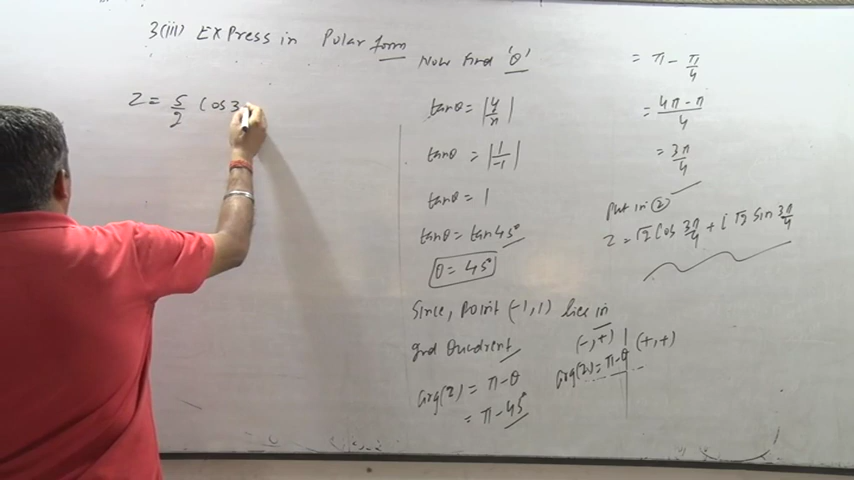 3(iii) Express in Polar form
Z = 5/2 Cos 3
Now find 'θ'
tanθ = |y/x|
tanθ = |1/-1|
tanθ = 1
tanθ = tan45°
θ = 45°
Since, Point (-1,1) lies in
2nd Quadrent
arg(Z) = π-θ
= π-45°
= π - π/4
= 4π-π/4
= 3π/4
Put in ②
Z = √2 Cos 3π/4 + i √2 Sin 3π/4
(-,+) | (+,+)
arg(Z) = π-θ